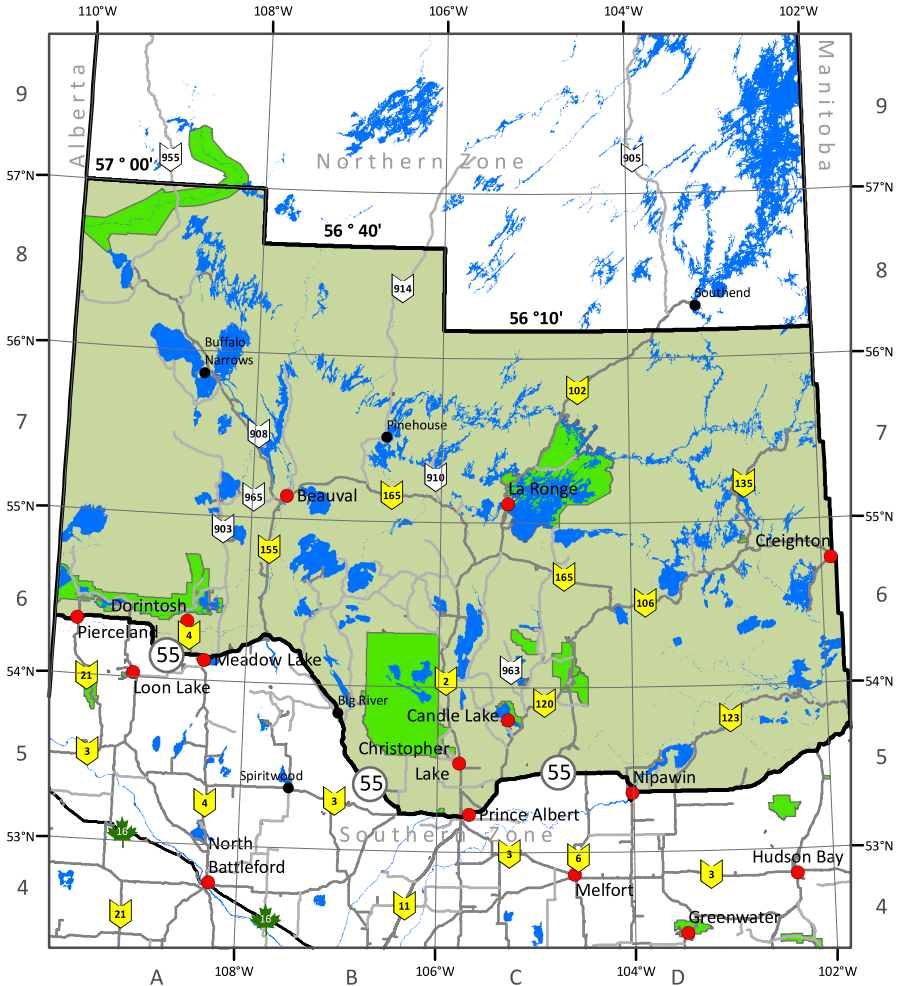 110°W 108°W 106°W 104°W 102°W
Alberta
Manitoba
9 9
955
905
57 ° 00'
Northern Zone
57°N 57°N
56 ° 40'
8 8
914
Southend
56 °10'
56°N 56°N
Buffalo
Narrows
102
7 7
908
Pinehouse
910
135
965
Beauval
165
La Ronge
55°N 55°N
903
155
Creighton
165
106
6 6
Dorintosh
Pierceland
4
55
Meadow Lake
54°N 54°N
21
Loon Lake
2
963
Big River
120
Candle Lake
123
5 5
3
Christopher
Lake
55
55
Spiritwood
Nipawin
4
3
Prince Albert
16
53°N 53°N
Southern Zone
North
Battleford
3
6
3
Hudson Bay
4 4
Melfort
21
16
11
Greenwater
108°W 106°W 104°W 102°W
A B C D